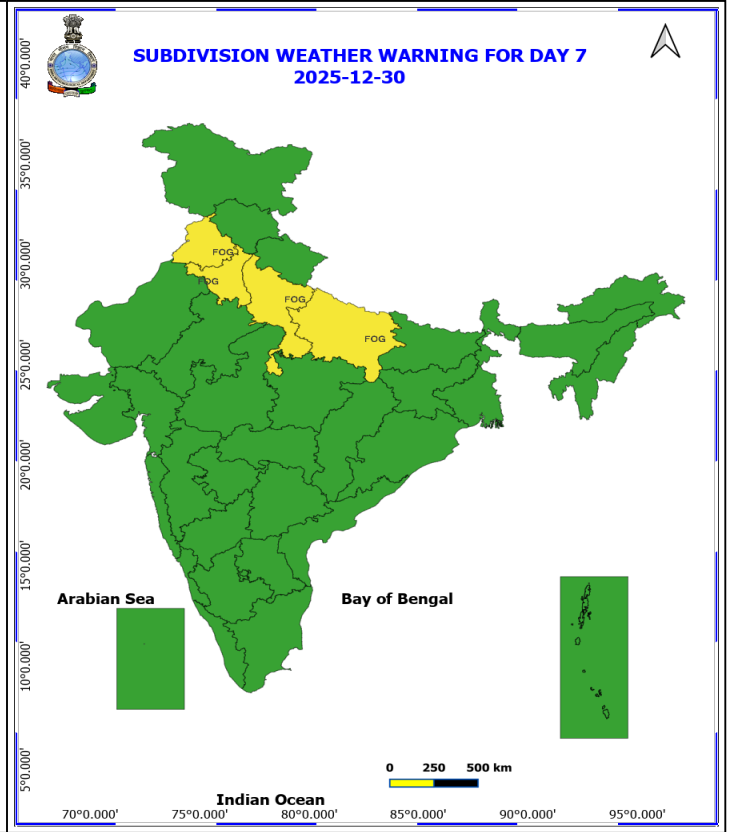 SUBDIVISION WEATHER WARNING FOR DAY 7
2025-12-30
40°0.000'
35°0.000'
30°0.000'
25°0.000'
20°0.000'
15°0.000'
10°0.000'
5°0.000'
FOG
FOG
FOG
FOG
Arabian Sea
Bay of Bengal
0 250 500 km
Indian Ocean
70°0.000' 75°0.000' 80°0.000' 85°0.000' 90°0.000' 95°0.000'